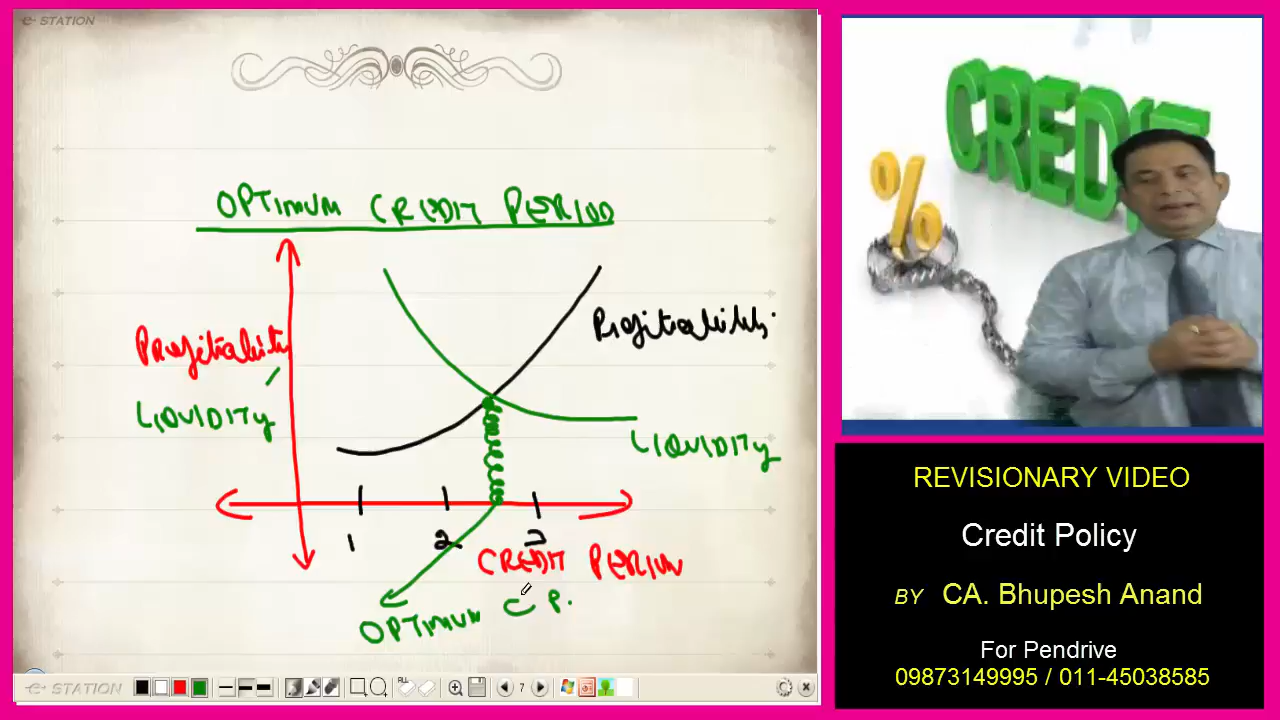 e-STATION
OPTIMUM CREDIT PERIOD
Profitability
Profitability
LIQUIDITY
LIQUIDITY
1 2 3
CREDIT PERIOD
OPTIMUM C P.
e-STATION
7
%
CREDIT
REVISIONARY VIDEO
Credit Policy
BY CA. Bhupesh Anand
For Pendrive
09873149995 / 011-45038585